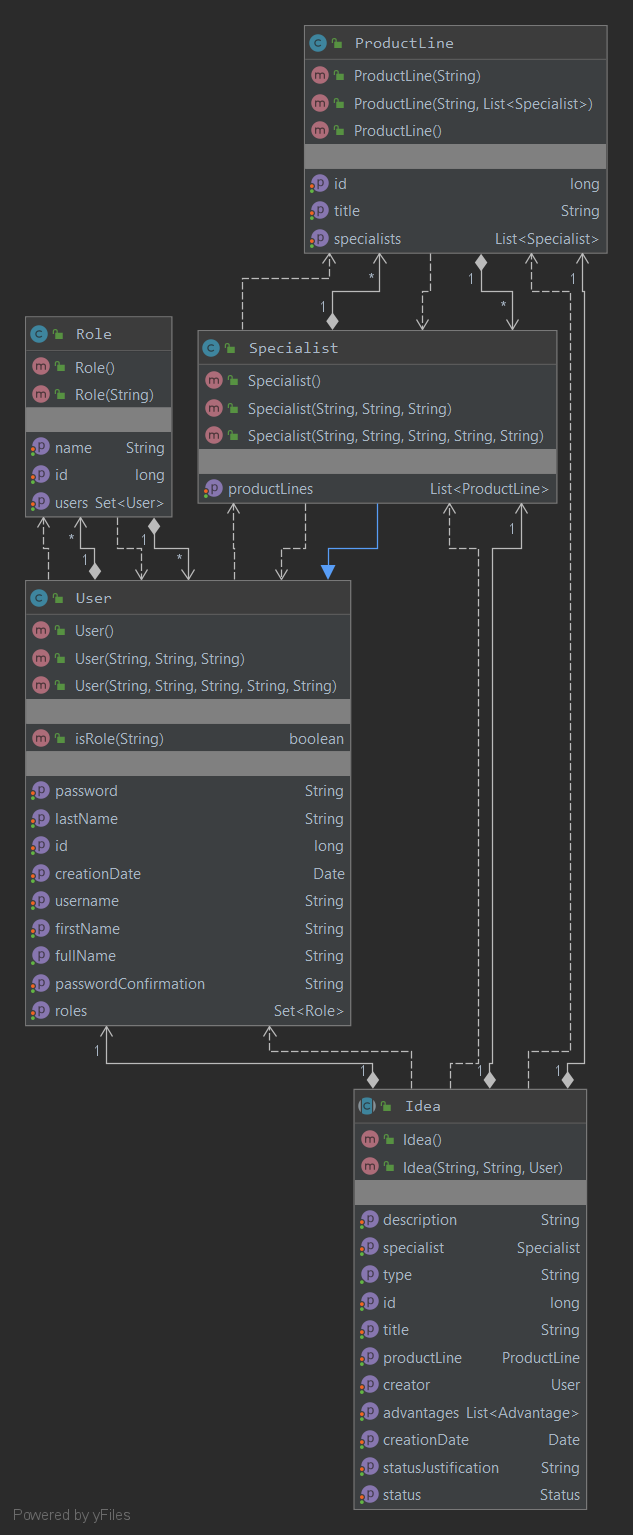 ProductLine
ProductLine(String)
ProductLine(String, List<Specialist>)
ProductLine()
id long
title String
specialists List<Specialist>
1 * 1 * 1
Role
Role()
Role(String)
name String
id long
users Set<User>
Specialist
Specialist()
Specialist(String, String, String)
Specialist(String, String, String, String, String)
productLines List<ProductLine>
* 1 1 * 1
User
User()
User(String, String, String)
User(String, String, String, String, String)
isRole(String) boolean
password String
lastName String
id long
creationDate Date
username String
firstName String
fullName String
passwordConfirmation String
roles Set<Role>
1 1 1 1
Idea
Idea()
Idea(String, String, User)
description String
specialist Specialist
type String
id long
title String
productLine ProductLine
creator User
advantages List<Advantage>
creationDate Date
statusJustification String
status Status
Powered by yFiles